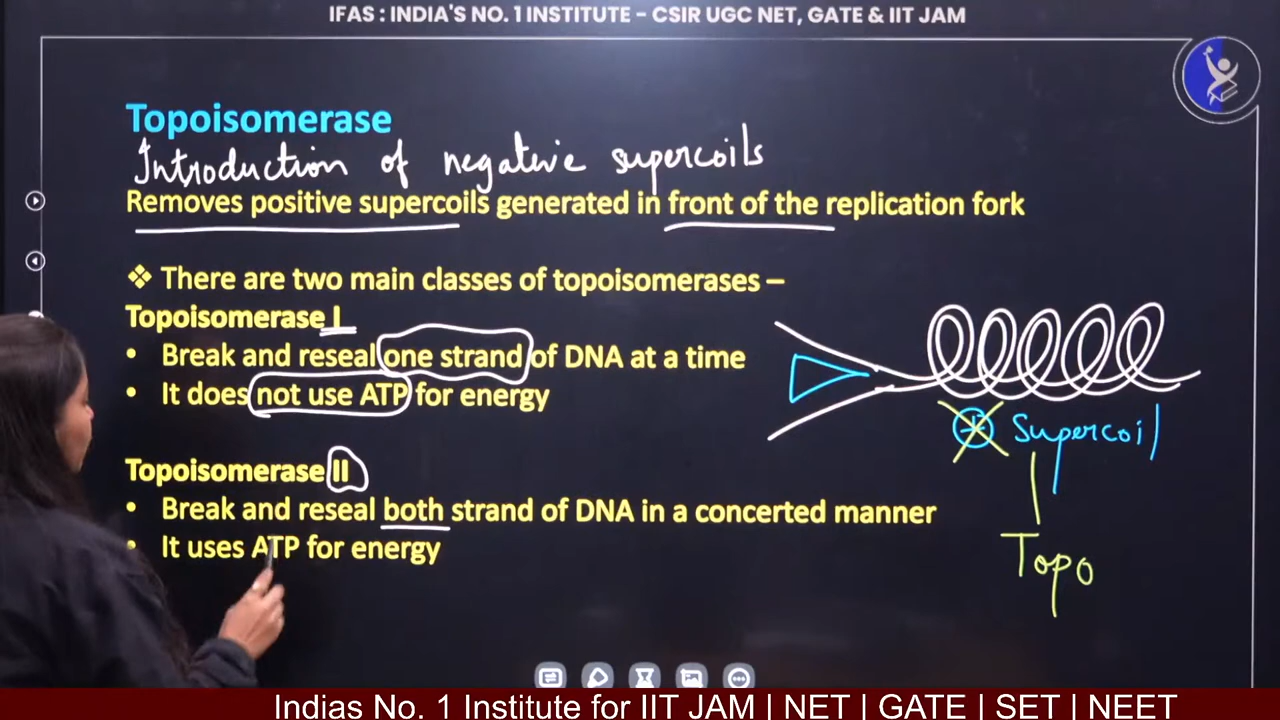 IFAS : INDIA'S NO. 1 INSTITUTE - CSIR UGC NET, GATE & IIT JAM
Topoisomerase
Introduction of negative supercoils
Removes positive supercoils generated in front of the replication fork
❖ There are two main classes of topoisomerases –
Topoisomerase I
• Break and reseal one strand of DNA at a time
• It does not use ATP for energy
+ Supercoil
Topoisomerase II
• Break and reseal both strand of DNA in a concerted manner
• It uses ATP for energy
Topo
Indias No. 1 Institute for IIT JAM | NET | GATE | SET | NEET